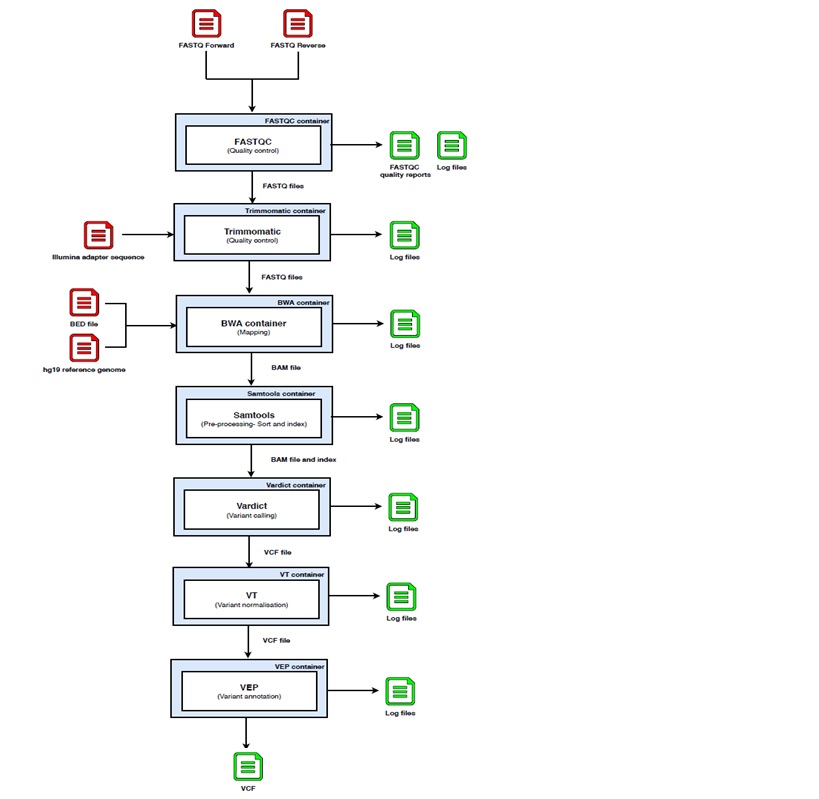 FASTQ Forward
FASTQ Reverse
FASTQC container
FASTQC
(Quality control)
FASTQC
quality reports
Log files
FASTQ files
Trimmomatic container
Trimmomatic
(Quality control)
Illumina adapter sequence
Log files
FASTQ files
BWA container
BWA container
(Mapping)
BED file
hg19 reference genome
Log files
BAM file
Samtools container
Samtools
(Pre-processing- Sort and index)
Log files
BAM file and index
Vardict container
Vardict
(Variant calling)
Log files
VCF file
VT container
VT
(Variant normalisation)
Log files
VCF file
VEP container
VEP
(Variant annotation)
Log files
VCF